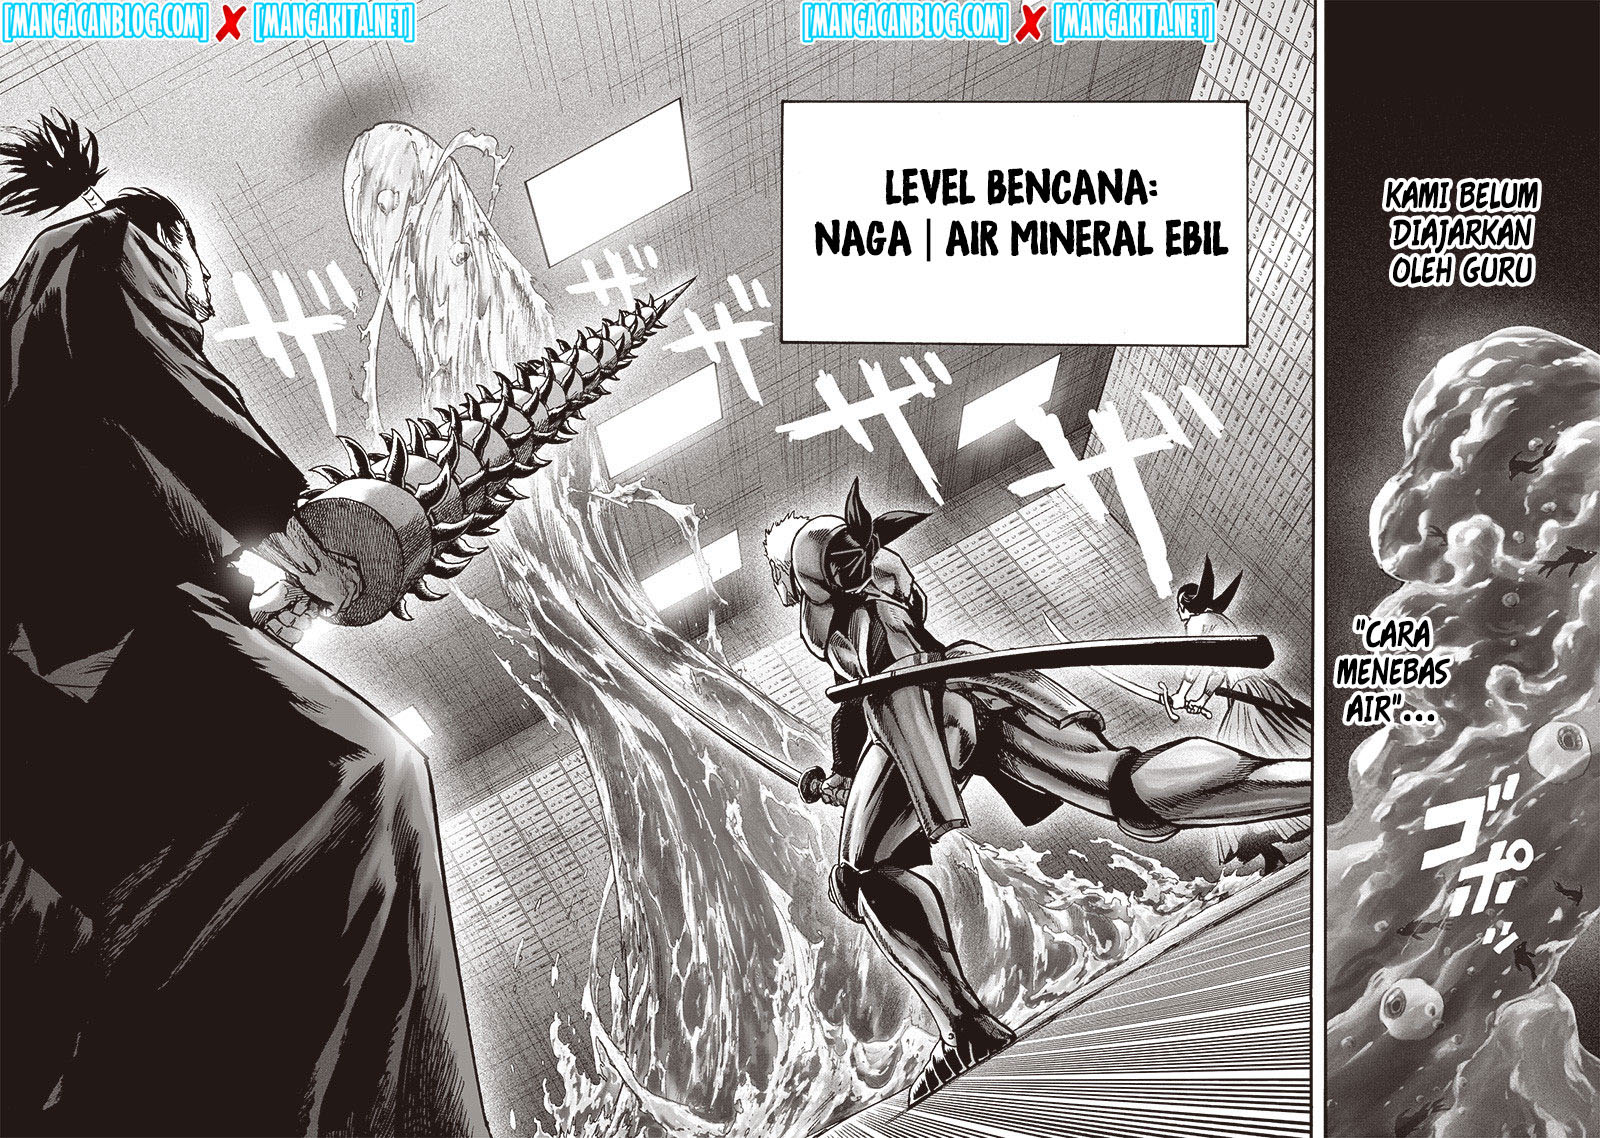 [MANGACANBLOG.COM] X [MANGAKITA.NET]
[MANGACANBLOG.COM] X [MANGAKITA.NET]
KAMI BELUM
DIAJARKAN
OLEH GURU
"CARA
MENEBAS
AIR"...
ゴポッ
LEVEL BENCANA:
NAGA | AIR MINERAL EBIL
ザザザ
ザザザ